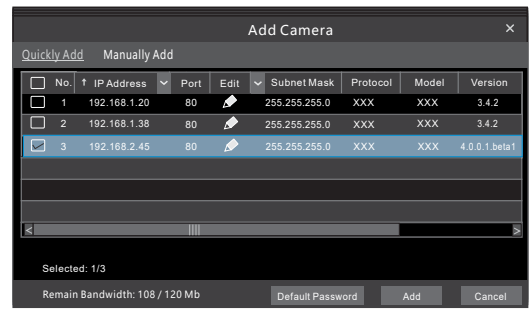 Add Camera ×
Quickly Add Manually Add
No. ↑ IP Address Port Edit Subnet Mask Protocol Model Version
1 192.168.1.20 80 255.255.255.0 XXX XXX 3.4.2
2 192.168.1.38 80 255.255.255.0 XXX XXX 3.4.2
3 192.168.2.45 80 255.255.255.0 XXX XXX 4.0.0.1.beta1
Selected: 1/3
Remain Bandwidth: 108 / 120 Mb Default Password Add Cancel